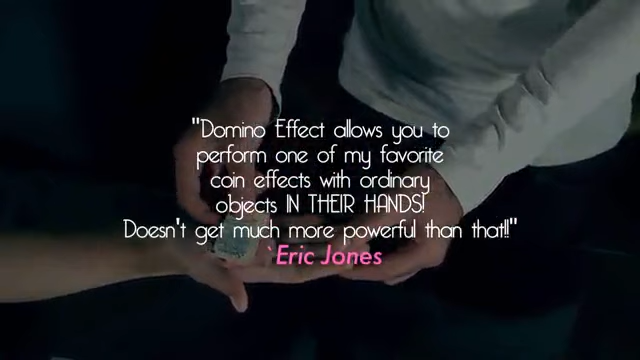 "Domino Effect allows you to
perform one of my favorite
coin effects with ordinary
objects IN THEIR HANDS!
Doesn't get much more powerful than that!!"
`Eric Jones